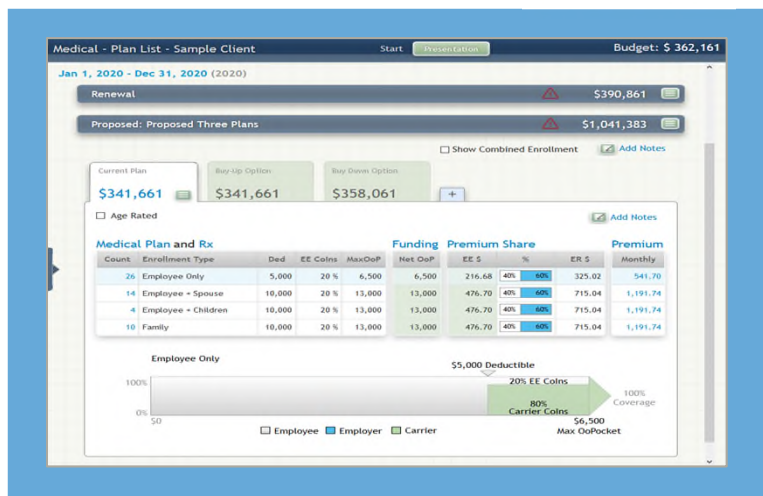 Medical - Plan List - Sample Client Start Presentation Budget: $ 362,161
Jan 1, 2020 - Dec 31, 2020 (2020)
Renewal $390,861
Proposed: Proposed Three Plans $1,041,383
Show Combined Enrollment Add Notes
Current Plan Buy-Up Option Buy Down Option
$341,661 $341,661 $358,061 +
Age Rated Add Notes
Medical Plan and Rx Funding Premium Share Premium
Count Enrollment Type Ded EE CoIns MaxOoP Net OoP EE $ % ER $ Monthly
26 Employee Only 5,000 20 % 6,500 6,500 216.68 40% 60% 325.02 541.70
14 Employee + Spouse 10,000 20 % 13,000 13,000 476.70 40% 60% 715.04 1,191.74
4 Employee + Children 10,000 20 % 13,000 13,000 476.70 40% 60% 715.04 1,191.74
10 Family 10,000 20 % 13,000 13,000 476.70 40% 60% 715.04 1,191.74
Employee Only
$5,000 Deductible
100% 20% EE CoIns
100%
80% Coverage
0% Carrier CoIns
$0 $6,500
Employee Employer Carrier Max OoPocket